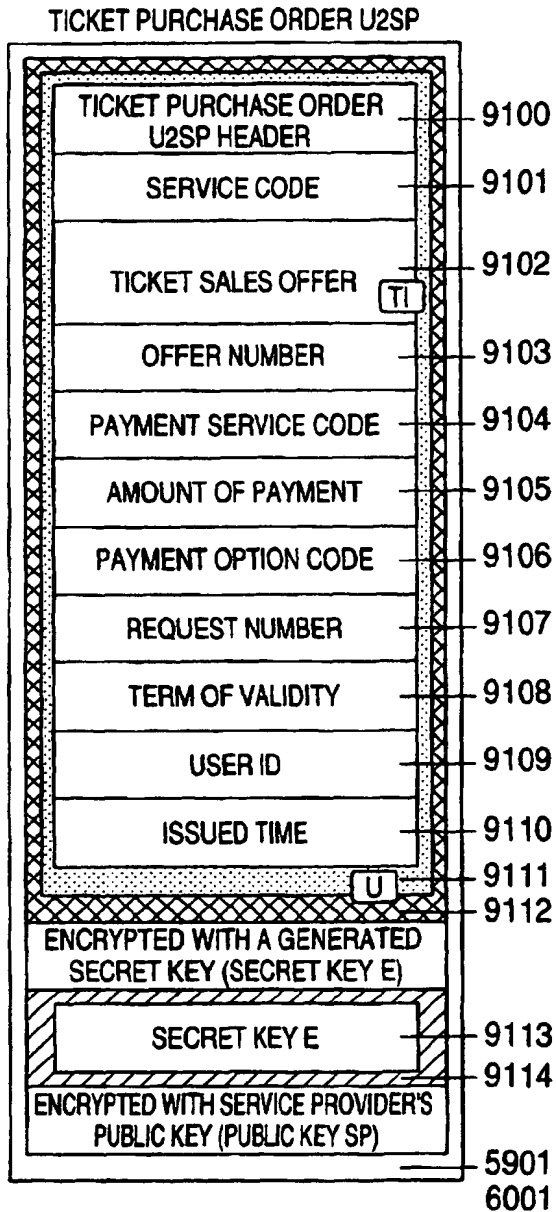 TICKET PURCHASE ORDER U2SP
TICKET PURCHASE ORDER
U2SP HEADER
9100
SERVICE CODE
9101
TICKET SALES OFFER
9102
TI
OFFER NUMBER
9103
PAYMENT SERVICE CODE
9104
AMOUNT OF PAYMENT
9105
PAYMENT OPTION CODE
9106
REQUEST NUMBER
9107
TERM OF VALIDITY
9108
USER ID
9109
ISSUED TIME
9110
U
9111
9112
ENCRYPTED WITH A GENERATED
SECRET KEY (SECRET KEY E)
SECRET KEY E
9113
9114
ENCRYPTED WITH SERVICE PROVIDER'S
PUBLIC KEY (PUBLIC KEY SP)
5901
6001